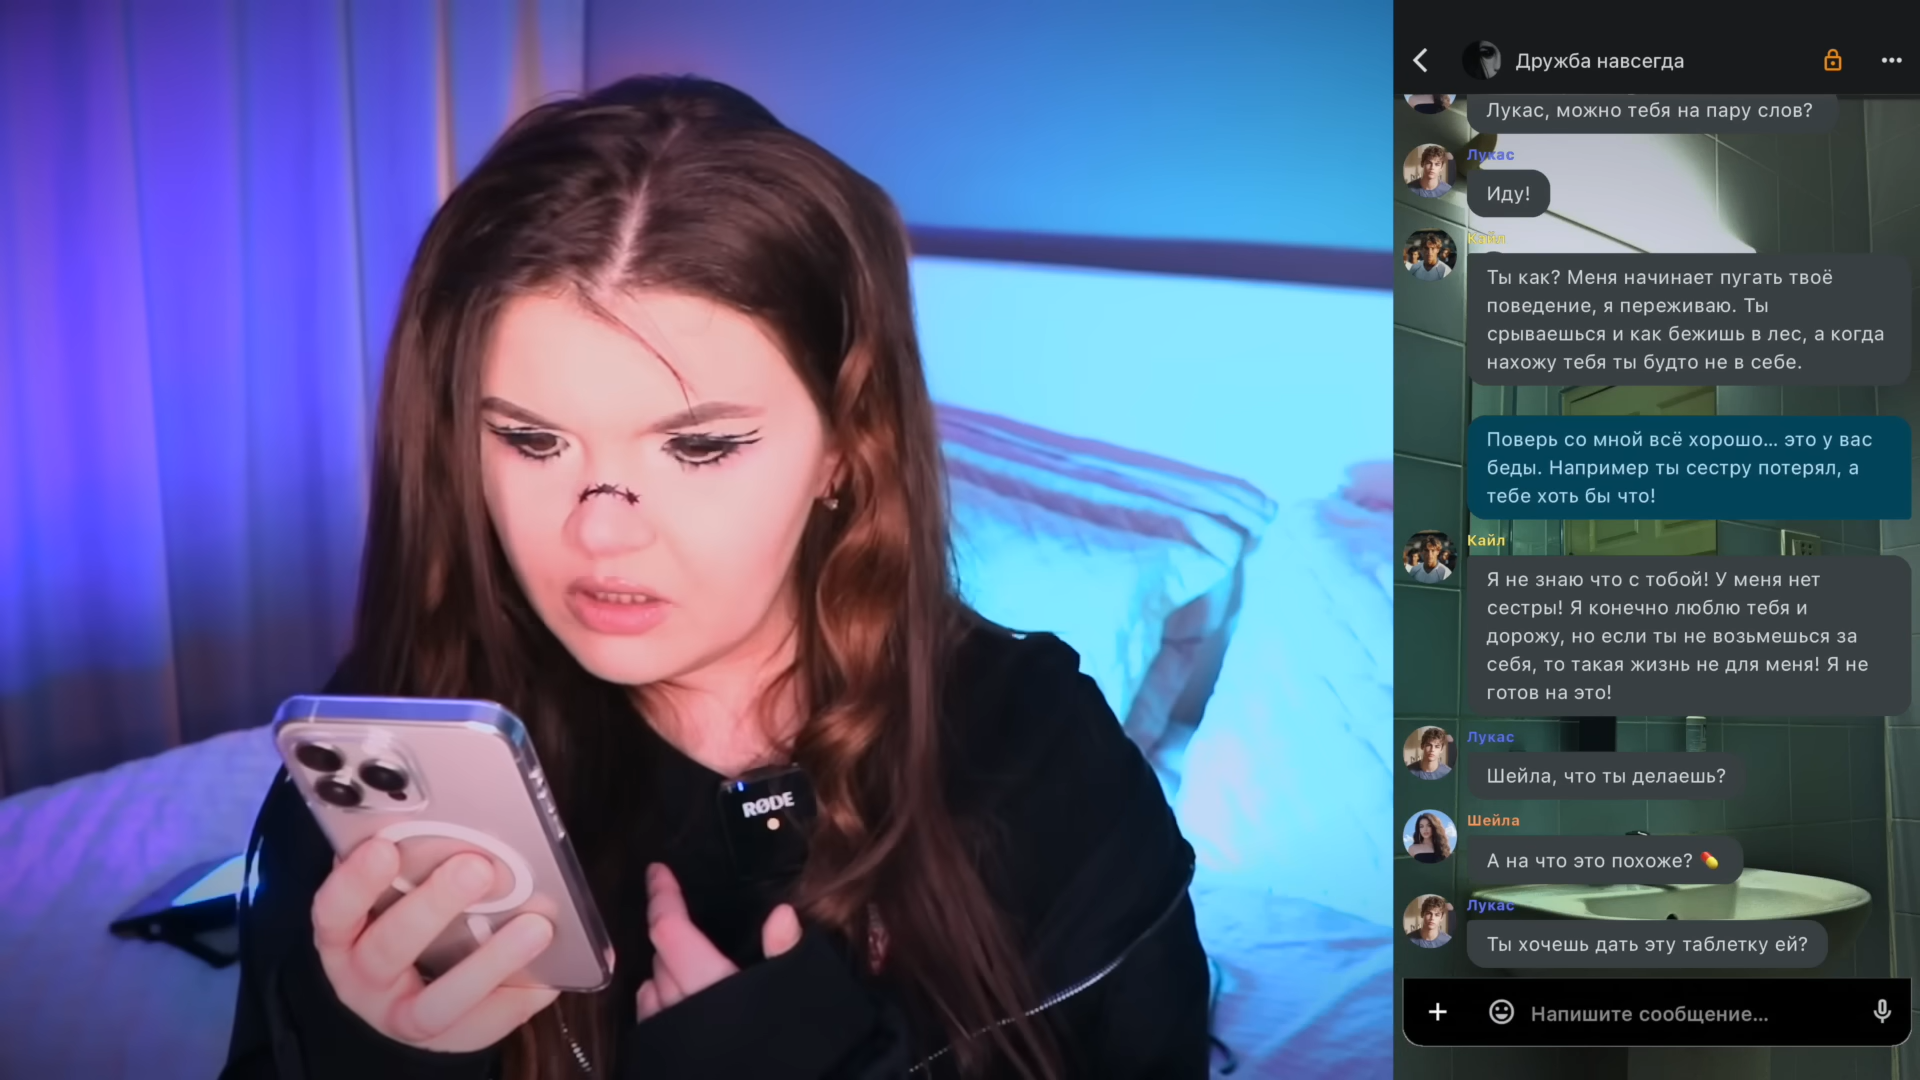 RØDE
Дружба навсегда
Лукас, можно тебя на пару слов?
Лукас
Иду!
Кайл
Ты как? Меня начинает пугать твоё
поведение, я переживаю. Ты
срываешься и как бежишь в лес, а когда
нахожу тебя ты будто не в себе.
Поверь со мной всё хорошо... это у вас
беды. Например ты сестру потерял, а
тебе хоть бы что!
Кайл
Я не знаю что с тобой! У меня нет
сестры! Я конечно люблю тебя и
дорожу, но если ты не возьмешься за
себя, то такая жизнь не для меня! Я не
готов на это!
Лукас
Шейла, что ты делаешь?
Шейла
А на что это похоже? 💊
Лукас
Ты хочешь дать эту таблетку ей?
Напишите сообщение...